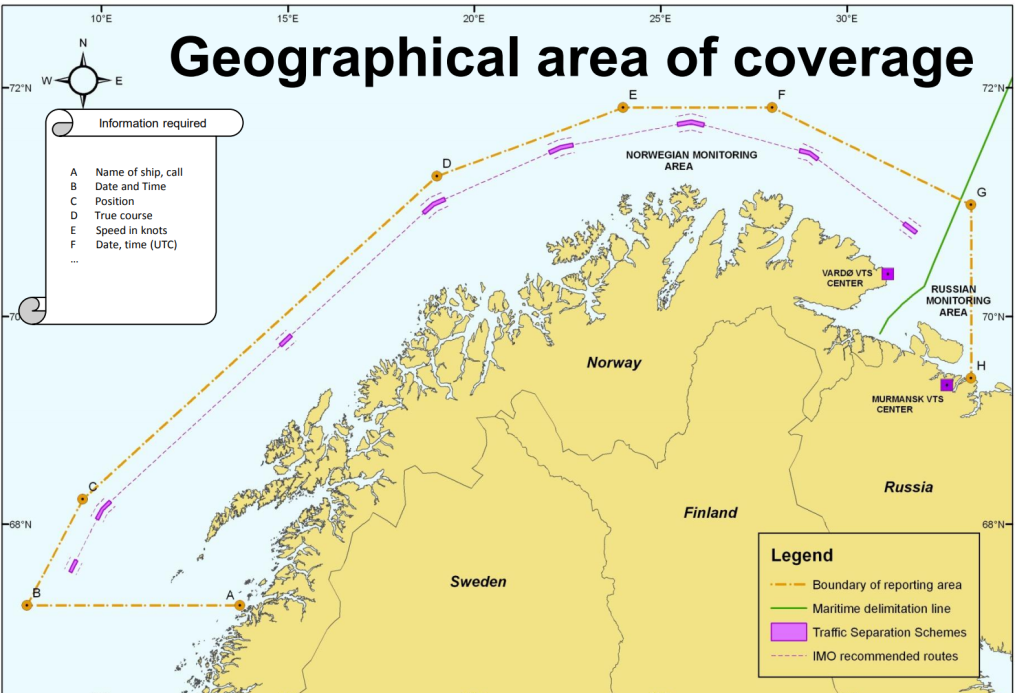 10°E 15°E 20°E 25°E 30°E
Geographical area of coverage
N
W E
S
72°N 72°N
Information required
A Name of ship, call
B Date and Time
C Position
D True course
E Speed in knots
F Date, time (UTC)
...
E
F
D
G
NORWEGIAN MONITORING
AREA
VARDØ VTS
CENTER
RUSSIAN
MONITORING
AREA
70°N
70°N
Norway
H
MURMANSK VTS
CENTER
C
Russia
Finland
68°N 68°N
Sweden
B
A
Legend
Boundary of reporting area
Maritime delimitation line
Traffic Separation Schemes
IMO recommended routes